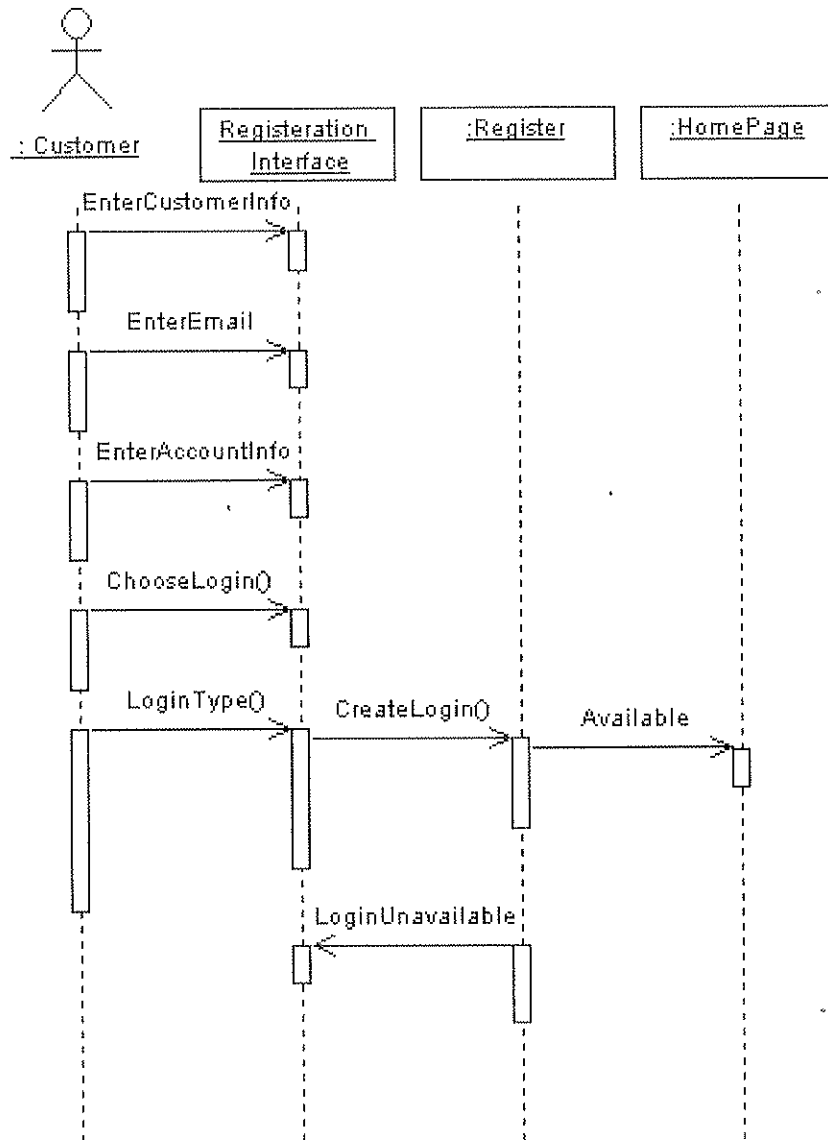 : Customer
Registeration
Interface
:Register
:HomePage
EnterCustomerInfo
EnterEmail
EnterAccountInfo
ChooseLogin()
LoginType()
CreateLogin()
Available
LoginUnavailable